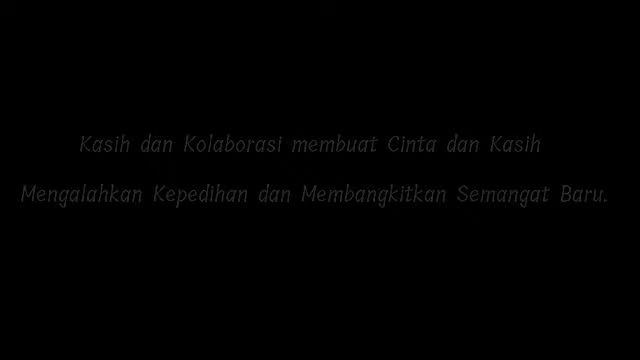 Kasih dan Kolaborasi membuat Cinta dan Kasih
Mengalahkan Kepedihan dan Membangkitkan Semangat Baru.